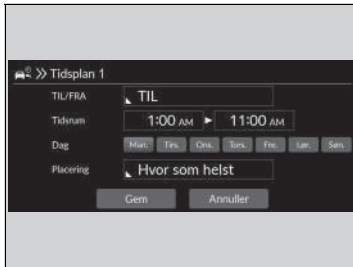 Tidsplan 1
TIL/FRA TIL
Tidsrum 1:00 AM ► 11:00 AM
Dag Man. Tirs. Ons. Tors. Fre. Lør. Søn.
Placering Hvor som helst
Gem Annuller